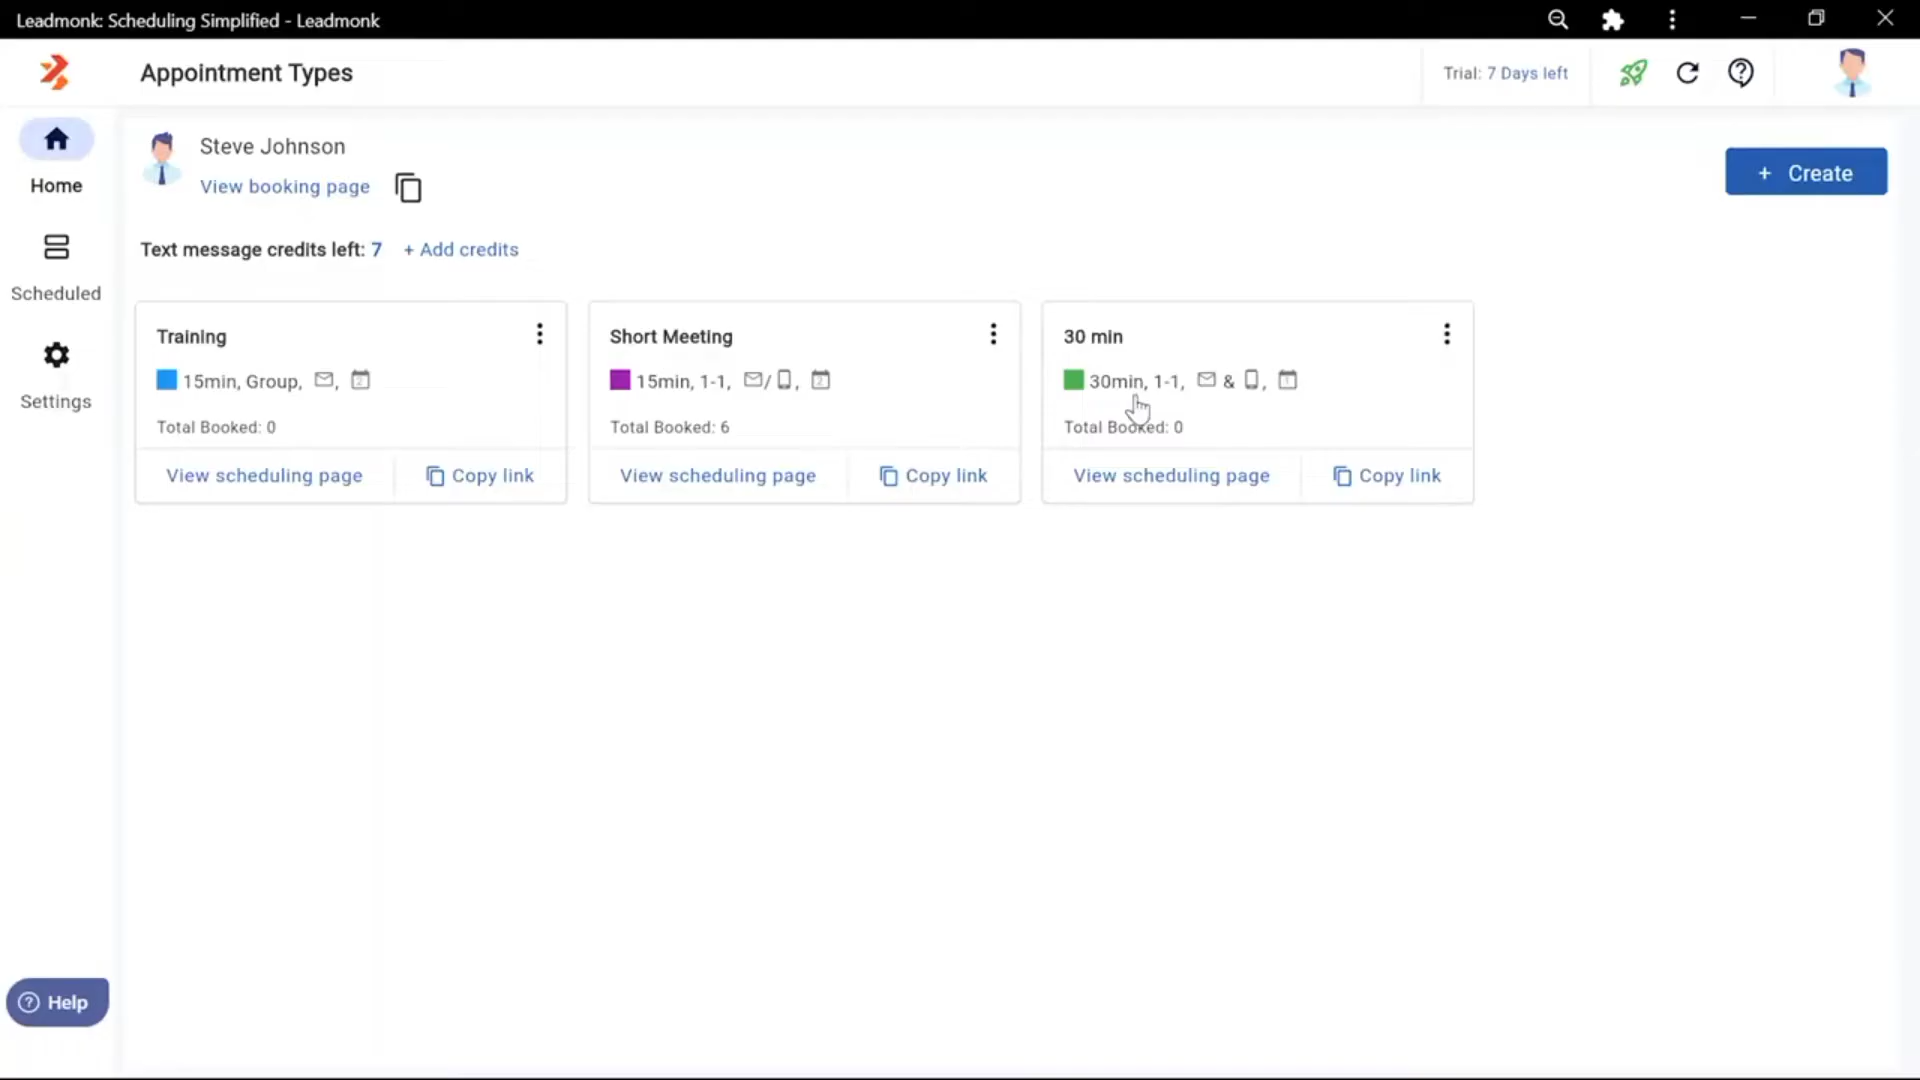 Leadmonk: Scheduling Simplified - Leadmonk
Appointment Types
Trial: 7 Days left
Steve Johnson
View booking page
+ Create
Home
Text message credits left: 7 + Add credits
Scheduled
Training
15min, Group, ,
Total Booked: 0
View scheduling page
Copy link
Short Meeting
15min, 1-1, / ,
Total Booked: 6
View scheduling page
Copy link
30 min
30min, 1-1, & ,
Total Booked: 0
View scheduling page
Copy link
Settings
Help